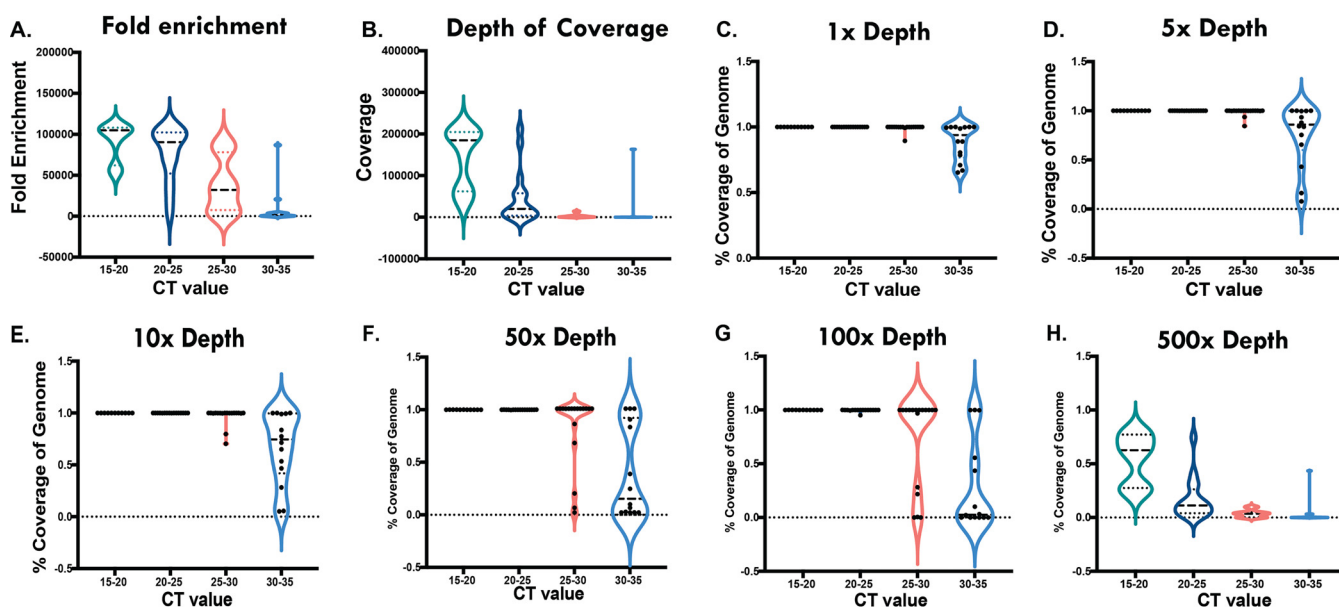 A.
Fold enrichment
Fold Enrichment
200000
150000
100000
50000
0
-50000
15-20 20-25 25-30 30-35
CT value
B.
Depth of Coverage
Coverage
400000
300000
200000
100000
0
-100000
15-20 20-25 25-30 30-35
CT value
C.
1x Depth
% Coverage of Genome
1.5
1.0
0.5
0.0
15-20 20-25 25-30 30-35
CT value
D.
5x Depth
% Coverage of Genome
1.5
1.0
0.5
0.0
-0.5
15-20 20-25 25-30 30-35
CT value
E.
10x Depth
% Coverage of Genome
1.5
1.0
0.5
0.0
-0.5
15-20 20-25 25-30 30-35
CT value
F.
50x Depth
% Coverage of Genome
1.5
1.0
0.5
0.0
-0.5
15-20 20-25 25-30 30-35
CT value
G
100x Depth
% Coverage of Genome
1.5
1.0
0.5
0.0
-0.5
15-20 20-25 25-30 30-35
CT value
H.
500x Depth
% Coverage of Genome
1.5
1.0
0.5
0.0
-0.5
15-20 20-25 25-30 30-35
CT value